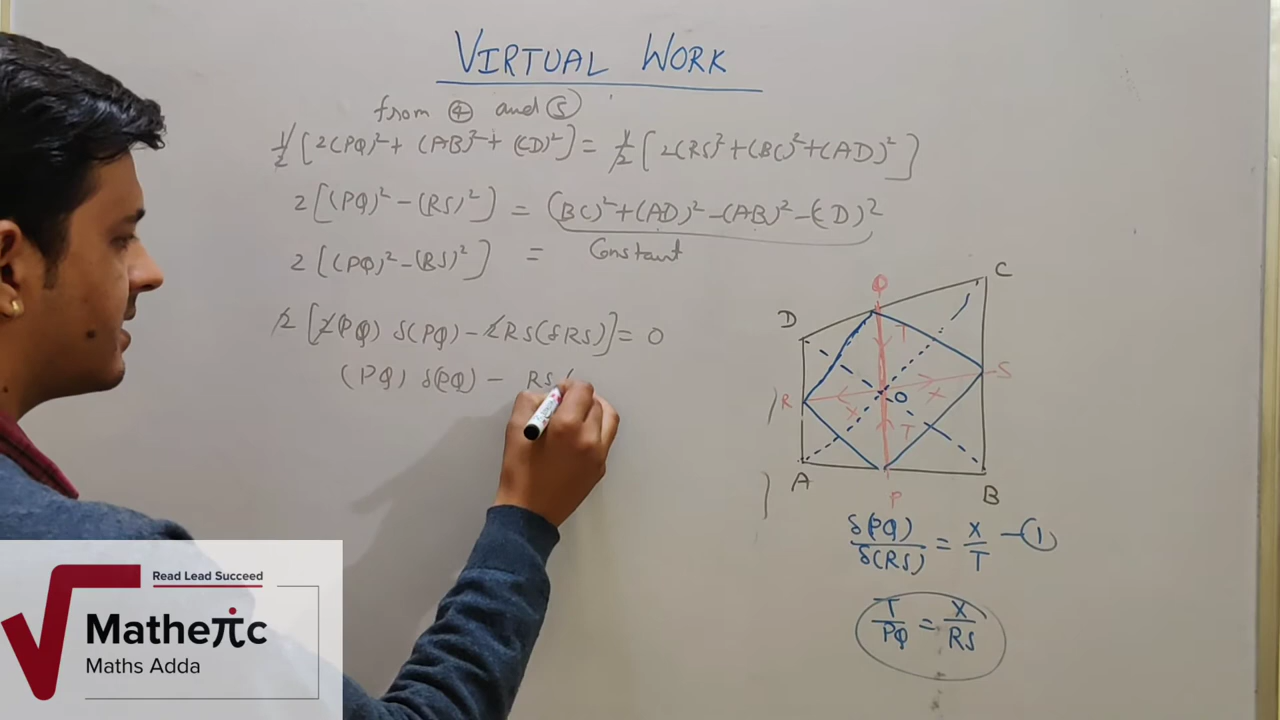 VIRTUAL WORK
from ④ and ⑤
1/2 [2(PQ)²+ (AB)²+ (CD)²] = 1/2 [2(RS)²+(BC)²+(AD)²]
2[(PQ)²-(RS)²] = (BC)²+(AD)²-(AB)²-(CD)²
Constant
2[(PQ)²-(RS)²] =
2[2(PQ) δ(PQ)-2RS(δRS)]=0
(PQ) δ(PQ) - RS(
Q
C
D
T
S
R
X
O
X
T
A
P
B
δ(PQ)/δ(RS) = X/T -①
T/PQ = X/RS
Read Lead Succeed
Matheπc
Maths Adda